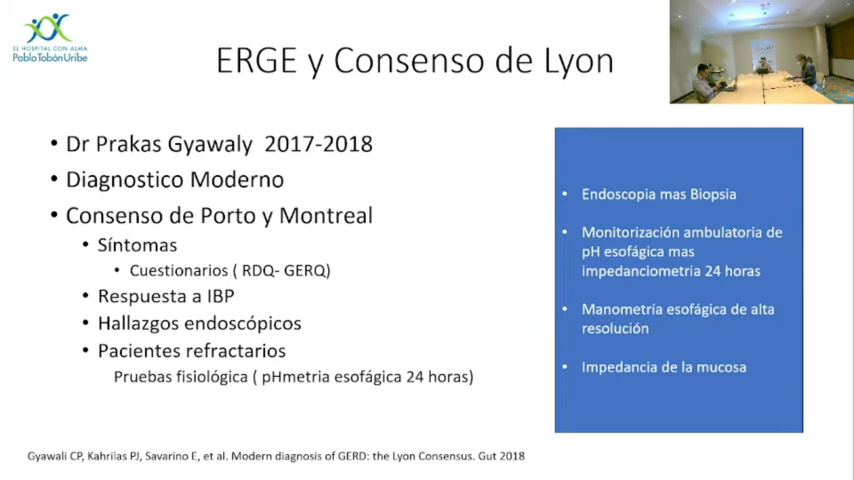 EL HOSPITAL CON ALMA
Pablo Tobón Uribe
ERGE y Consenso de Lyon
• Dr Prakas Gyawaly 2017-2018
• Diagnostico Moderno
• Consenso de Porto y Montreal
• Síntomas
• Cuestionarios ( RDQ- GERQ)
• Respuesta a IBP
• Hallazgos endoscópicos
• Pacientes refractarios
Pruebas fisiológica ( pHmetria esofágica 24 horas)
• Endoscopia mas Biopsia
• Monitorización ambulatoria de
pH esofágica mas
impedanciometria 24 horas
• Manometría esofágica de alta
resolución
• Impedancia de la mucosa
Gyawali CP, Kahrilas PJ, Savarino E, et al. Modern diagnosis of GERD: the Lyon Consensus. Gut 2018